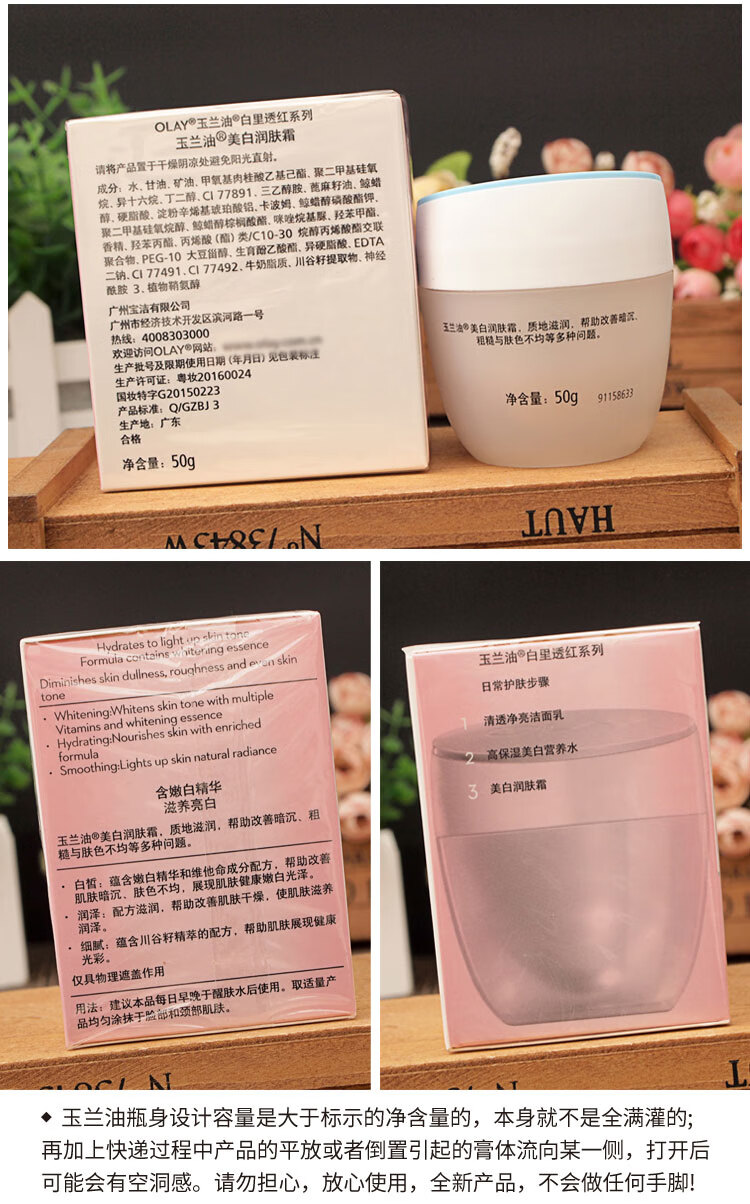 OLAY®玉兰油®白里透红系列
玉兰油®美白润肤霜
请将产品置于干燥阴凉处避免阳光直射。
成分：水、甘油、矿油、甲氧基肉桂酸乙基己酯、聚二甲基硅氧
烷、异十六烷、丁二醇、CI 77891、三乙醇胺、蓖麻籽油、鲸蜡
醇、硬脂酸、淀粉辛烯基琥珀酸铝、卡波姆、鲸蜡醇磷酸酯钾、
聚二甲基硅氧烷醇、鲸蜡醇棕榈酸酯、咪唑烷基脲、羟苯甲酯、
香精、羟苯丙酯、丙烯酸（酯）类/C10-30 烷醇丙烯酸酯交联
聚合物、PEG-10 大豆甾醇、生育酚乙酸酯、异硬脂酸、EDTA
二钠、CI 77491、CI 77492、牛奶脂质、川谷籽提取物、神经
酰胺 3、植物鞘氨醇
广州宝洁有限公司
广州市经济技术开发区滨河路一号
热线：4008303000
欢迎访问OLAY®网站：
生产批号及限期使用日期（年月日）见包装标注
生产许可证：粤妆20160024
国妆特字G20150223
产品标准：Q/GZBJ 3
生产地：广东
合格
净含量：50g
玉兰油®美白润肤霜，质地滋润，帮助改善暗沉、
粗糙与肤色不均等多种问题。
净含量：50g 91158633
HAUT
Nº73845W
Hydrates to light up skin tone
Formula contains whitening essence
Diminishes skin dullness, roughness and even skin
tone
· Whitening:Whitens skin tone with multiple
Vitamins and whitening essence
· Hydrating:Nourishes skin with enriched
formula
· Smoothing:Lights up skin natural radiance
含嫩白精华
滋养亮白
玉兰油®美白润肤霜，质地滋润，帮助改善暗沉、粗
糙与肤色不均等多种问题。
· 白皙：蕴含嫩白精华和维他命成分配方，帮助改善
肌肤暗沉、肤色不均，展现肌肤健康嫩白光泽。
· 润泽：配方滋润，帮助改善肌肤干燥，使肌肤滋养
润泽。
· 细腻：蕴含川谷籽精萃的配方，帮助肌肤展现健康
光彩。
仅具物理遮盖作用
用法：建议本品每日早晚于醒肤水后使用。取适量产
品均匀涂抹于脸部和颈部肌肤。
玉兰油®白里透红系列
日常护肤步骤
1 清透净亮洁面乳
2 高保湿美白营养水
3 美白润肤霜
◆ 玉兰油瓶身设计容量是大于标示的净含量的，本身就不是全满灌的;
再加上快递过程中产品的平放或者倒置引起的膏体流向某一侧，打开后
可能会有空洞感。请勿担心，放心使用，全新产品，不会做任何手脚!